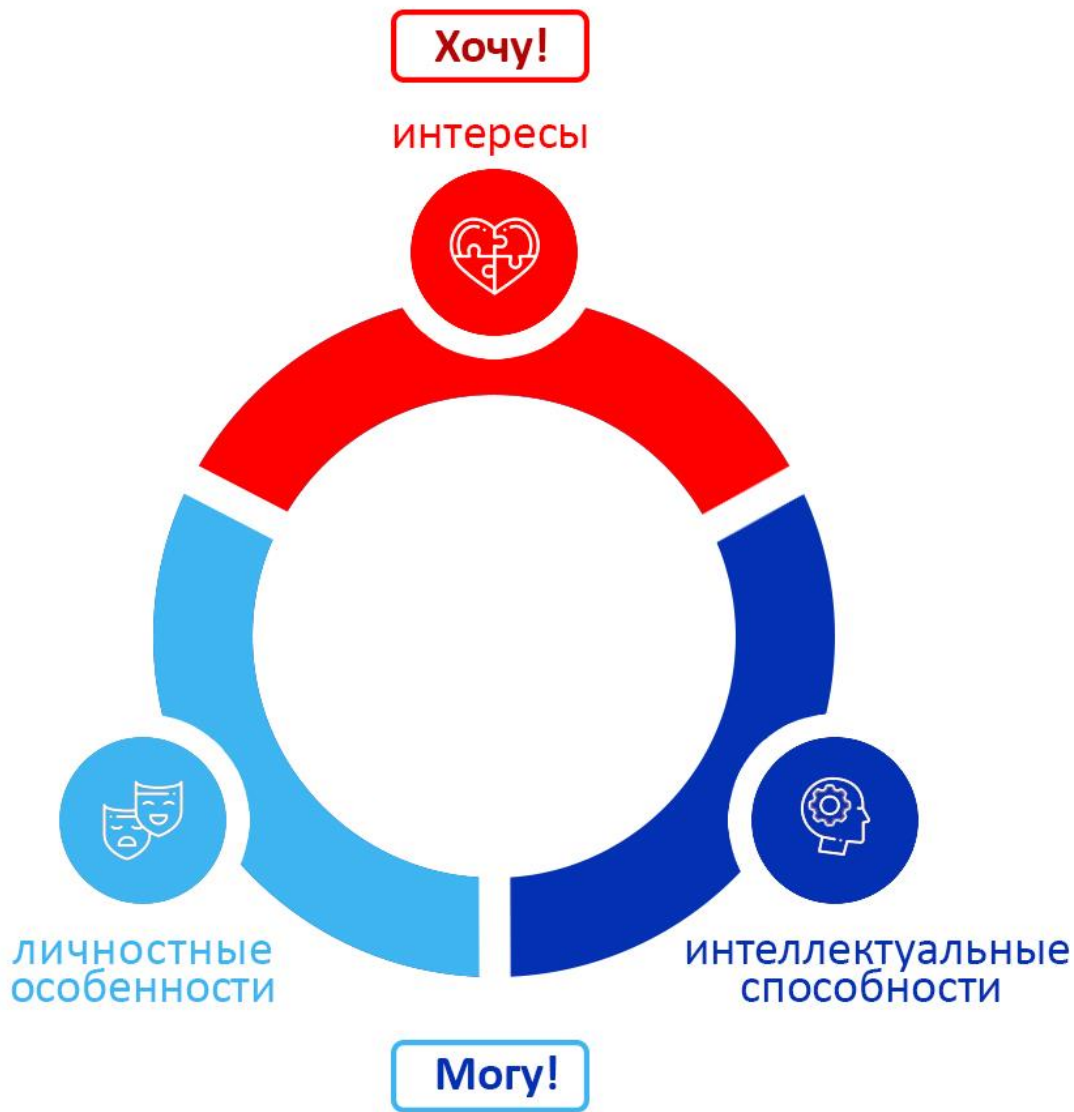 Хочу!
интересы
личностные
особенности
интеллектуальные
способности
Могу!